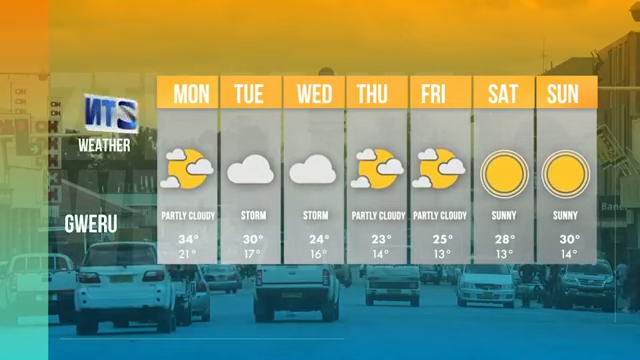 WEATHER
GWERU
MON TUE WED THU FRI SAT SUN
PARTLY CLOUDY STORM STORM PARTLY CLOUDY PARTLY CLOUDY SUNNY SUNNY
34° 30° 24° 23° 25° 28° 30°
21° 17° 16° 14° 13° 13° 14°